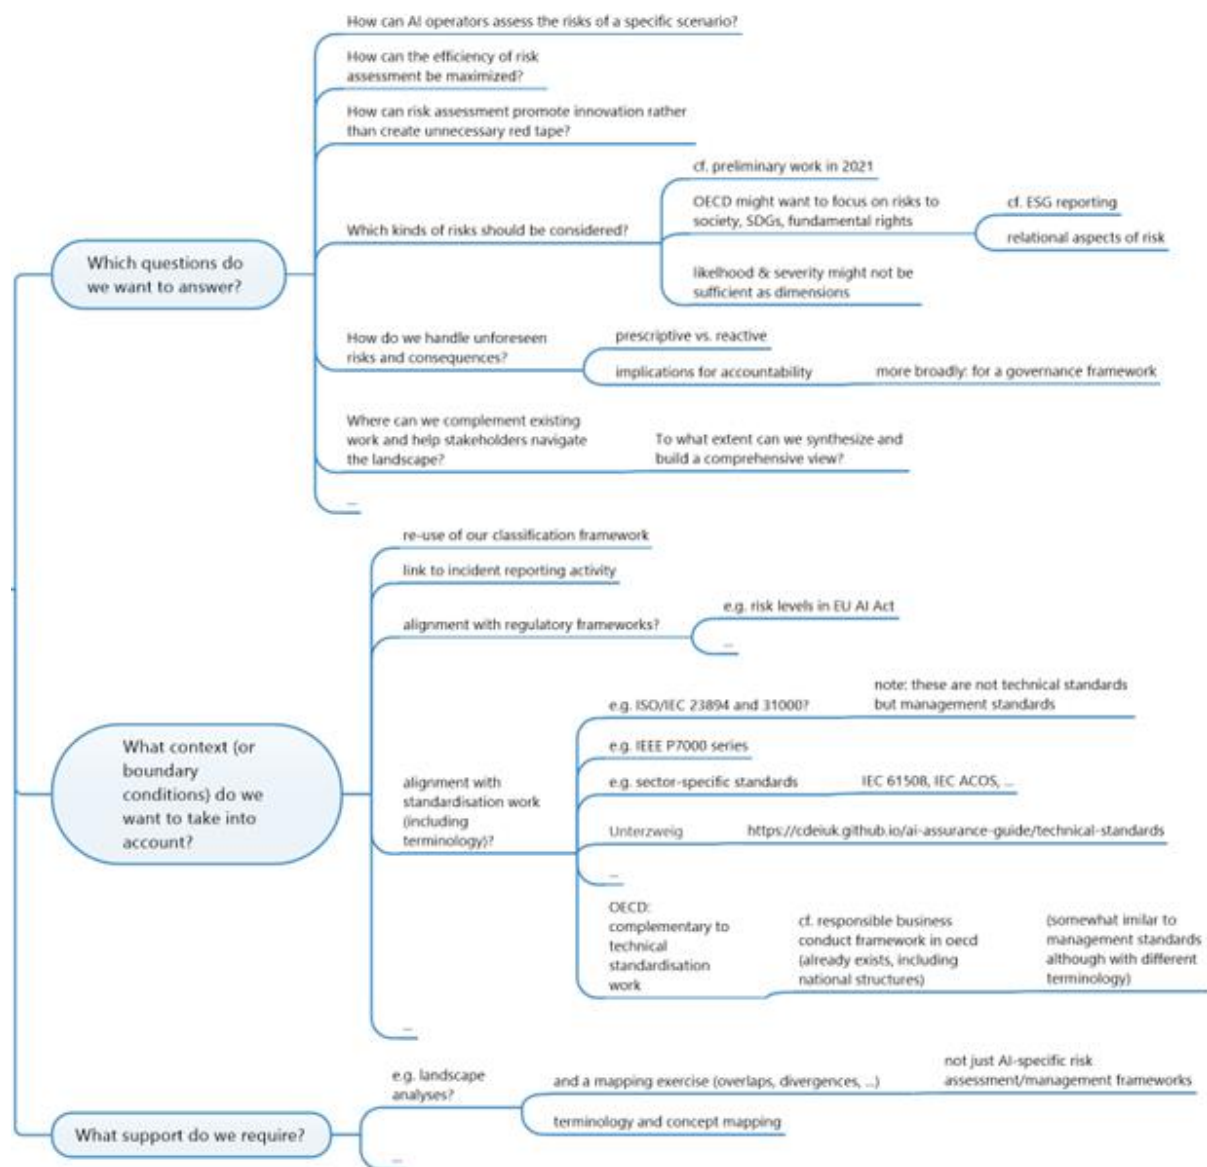 How can AI operators assess the risks of a specific scenario?
How can the efficiency of risk
assessment be maximized?
How can risk assessment promote innovation rather
than create unnecessary red tape?
Which kinds of risks should be considered?
cf. preliminary work in 2021
OECD might want to focus on risks to
society, SDGs, fundamental rights
cf. ESG reporting
relational aspects of risk
likelhood & severity might not be
sufficient as dimensions
Which questions do
we want to answer?
How do we handle unforeseen
risks and consequences?
prescriptive vs. reactive
implications for accountability
more broadly: for a governance framework
Where can we complement existing
work and help stakeholders navigate
the landscape?
To what extent can we synthesize and
build a comprehensive view?
...
re-use of our classification framework
link to incident reporting activity
alignment with regulatory frameworks?
e.g. risk levels in EU AI Act
...
What context (or
boundary
conditions) do we
want to take into
account?
alignment with
standardisation work
(including
terminology)?
e.g. ISO/IEC 23894 and 31000?
note: these are not technical standards
but management standards
e.g. IEEE P7000 series
e.g. sector-specific standards
IEC 61508, IEC ACOS, ...
Unterzweig
https://cdeiuk.github.io/ai-assurance-guide/technical-standards
...
OECD:
complementary to
technical
standardisation
work
cf. responsible business
conduct framework in oecd
(already exists, including
national structures)
(somewhat imilar to
management standards
although with different
terminology)
...
What support do we require?
e.g. landscape
analyses?
and a mapping exercise (overlaps, divergences, ...)
not just AI-specific risk
assessment/management frameworks
terminology and concept mapping
...